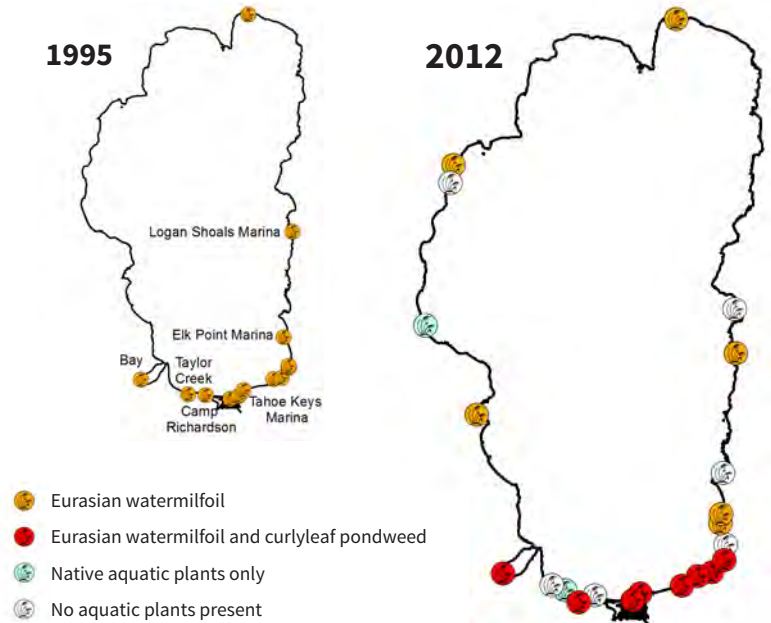 1995
2012
Logan Shoals Marina
Elk Point Marina
Bay
Taylor
Creek
Camp
Richardson
Tahoe Keys
Marina
Eurasian watermilfoil
Eurasian watermilfoil and curlyleaf pondweed
Native aquatic plants only
No aquatic plants present